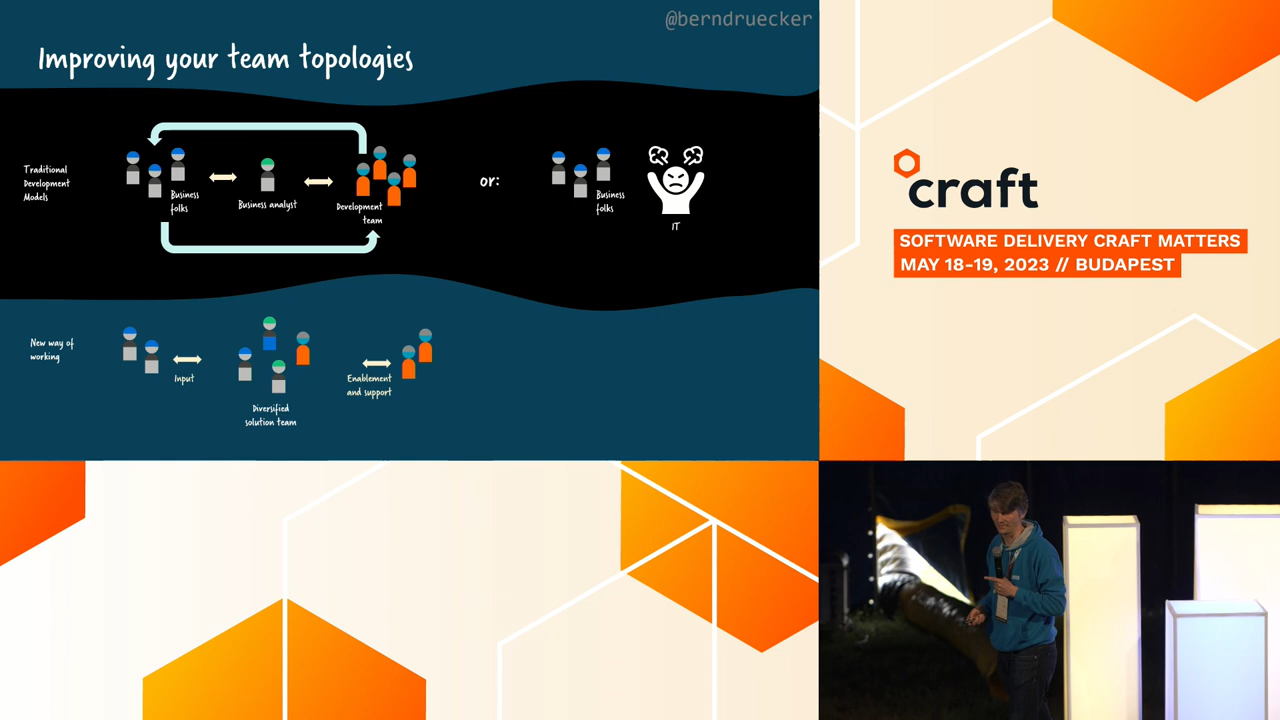 @berndruecker
Improving your team topologies
Traditional
Development
Models
Business
folks
Business analyst
Development
team
or:
Business
folks
IT
New way of
working
Input
Diversified
solution team
Enablement
and support
craft
SOFTWARE DELIVERY CRAFT MATTERS
MAY 18-19, 2023 // BUDAPEST